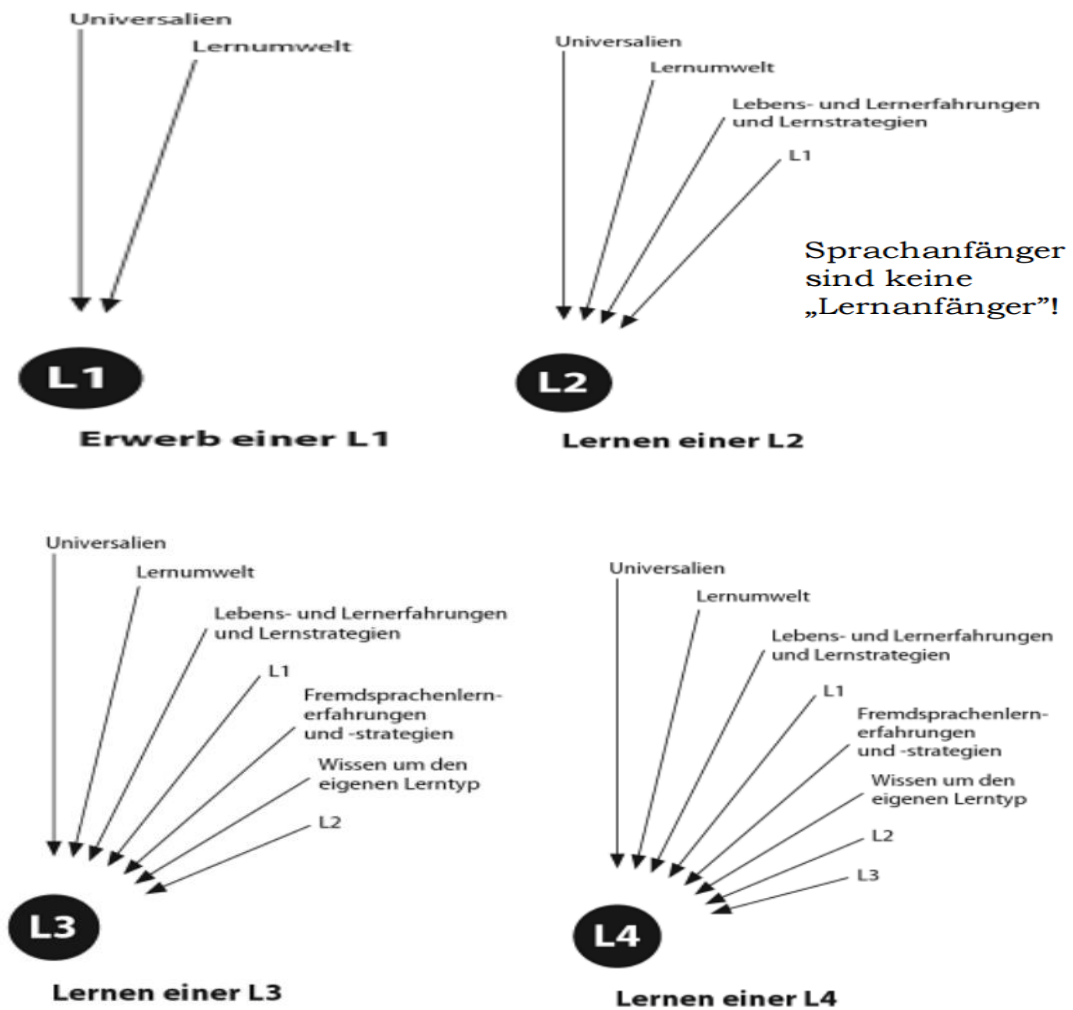 Universalien
Lernumwelt
L1
Erwerb einer L1
Universalien
Lernumwelt
Lebens- und Lernerfahrungen
und Lernstrategien
L1
Sprachanfänger
sind keine
„Lernanfänger”!
L2
Lernen einer L2
Universalien
Lernumwelt
Lebens- und Lernerfahrungen
und Lernstrategien
L1
Fremdsprachenlern-
erfahrungen
und -strategien
Wissen um den
eigenen Lerntyp
L2
L3
Lernen einer L3
Universalien
Lernumwelt
Lebens- und Lernerfahrungen
und Lernstrategien
L1
Fremdsprachenlern-
erfahrungen
und -strategien
Wissen um den
eigenen Lerntyp
L2
L3
L4
Lernen einer L4